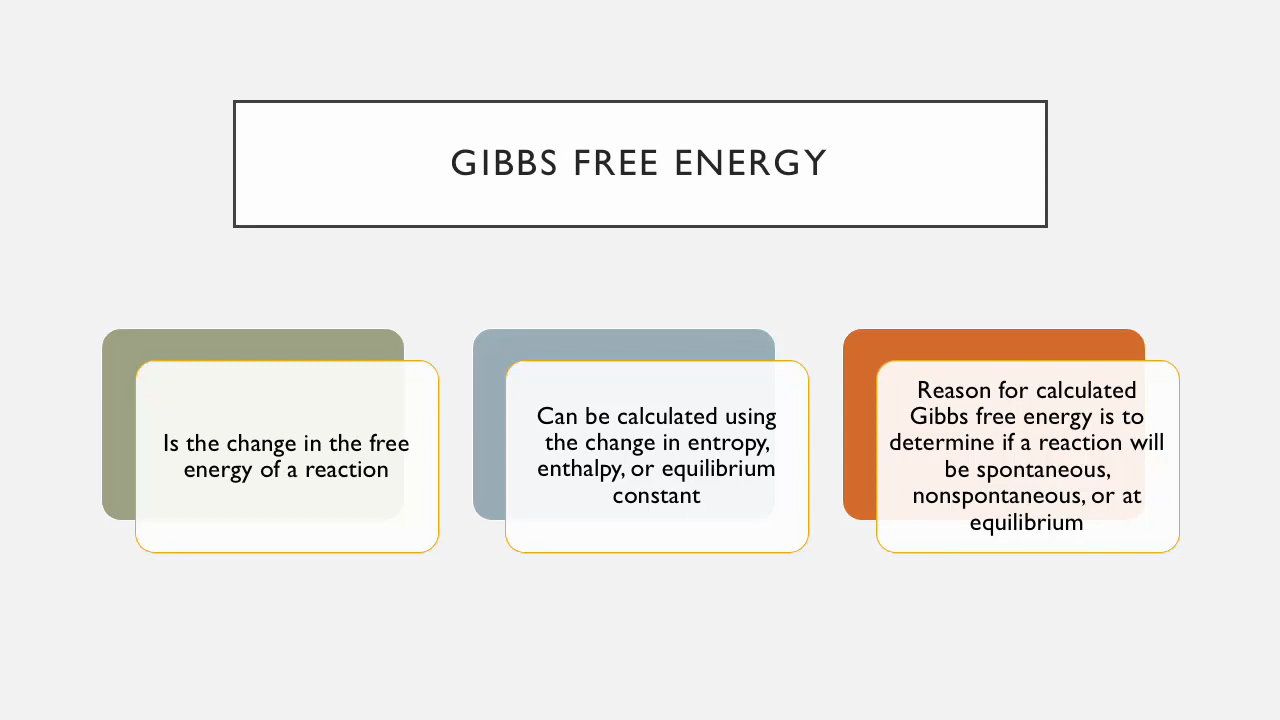 GIBBS FREE ENERGY
Is the change in the free
energy of a reaction
Can be calculated using
the change in entropy,
enthalpy, or equilibrium
constant
Reason for calculated
Gibbs free energy is to
determine if a reaction will
be spontaneous,
nonspontaneous, or at
equilibrium